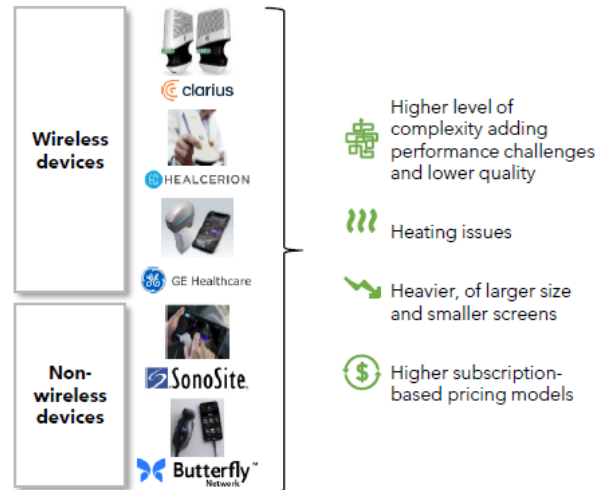 Wireless
devices
clarius
HEALCERION
GE Healthcare
Non-
wireless
devices
SonoSite®
Butterfly™
Network
Higher level of
complexity adding
performance challenges
and lower quality
Heating issues
Heavier, of larger size
and smaller screens
$
Higher subscription-
based pricing models